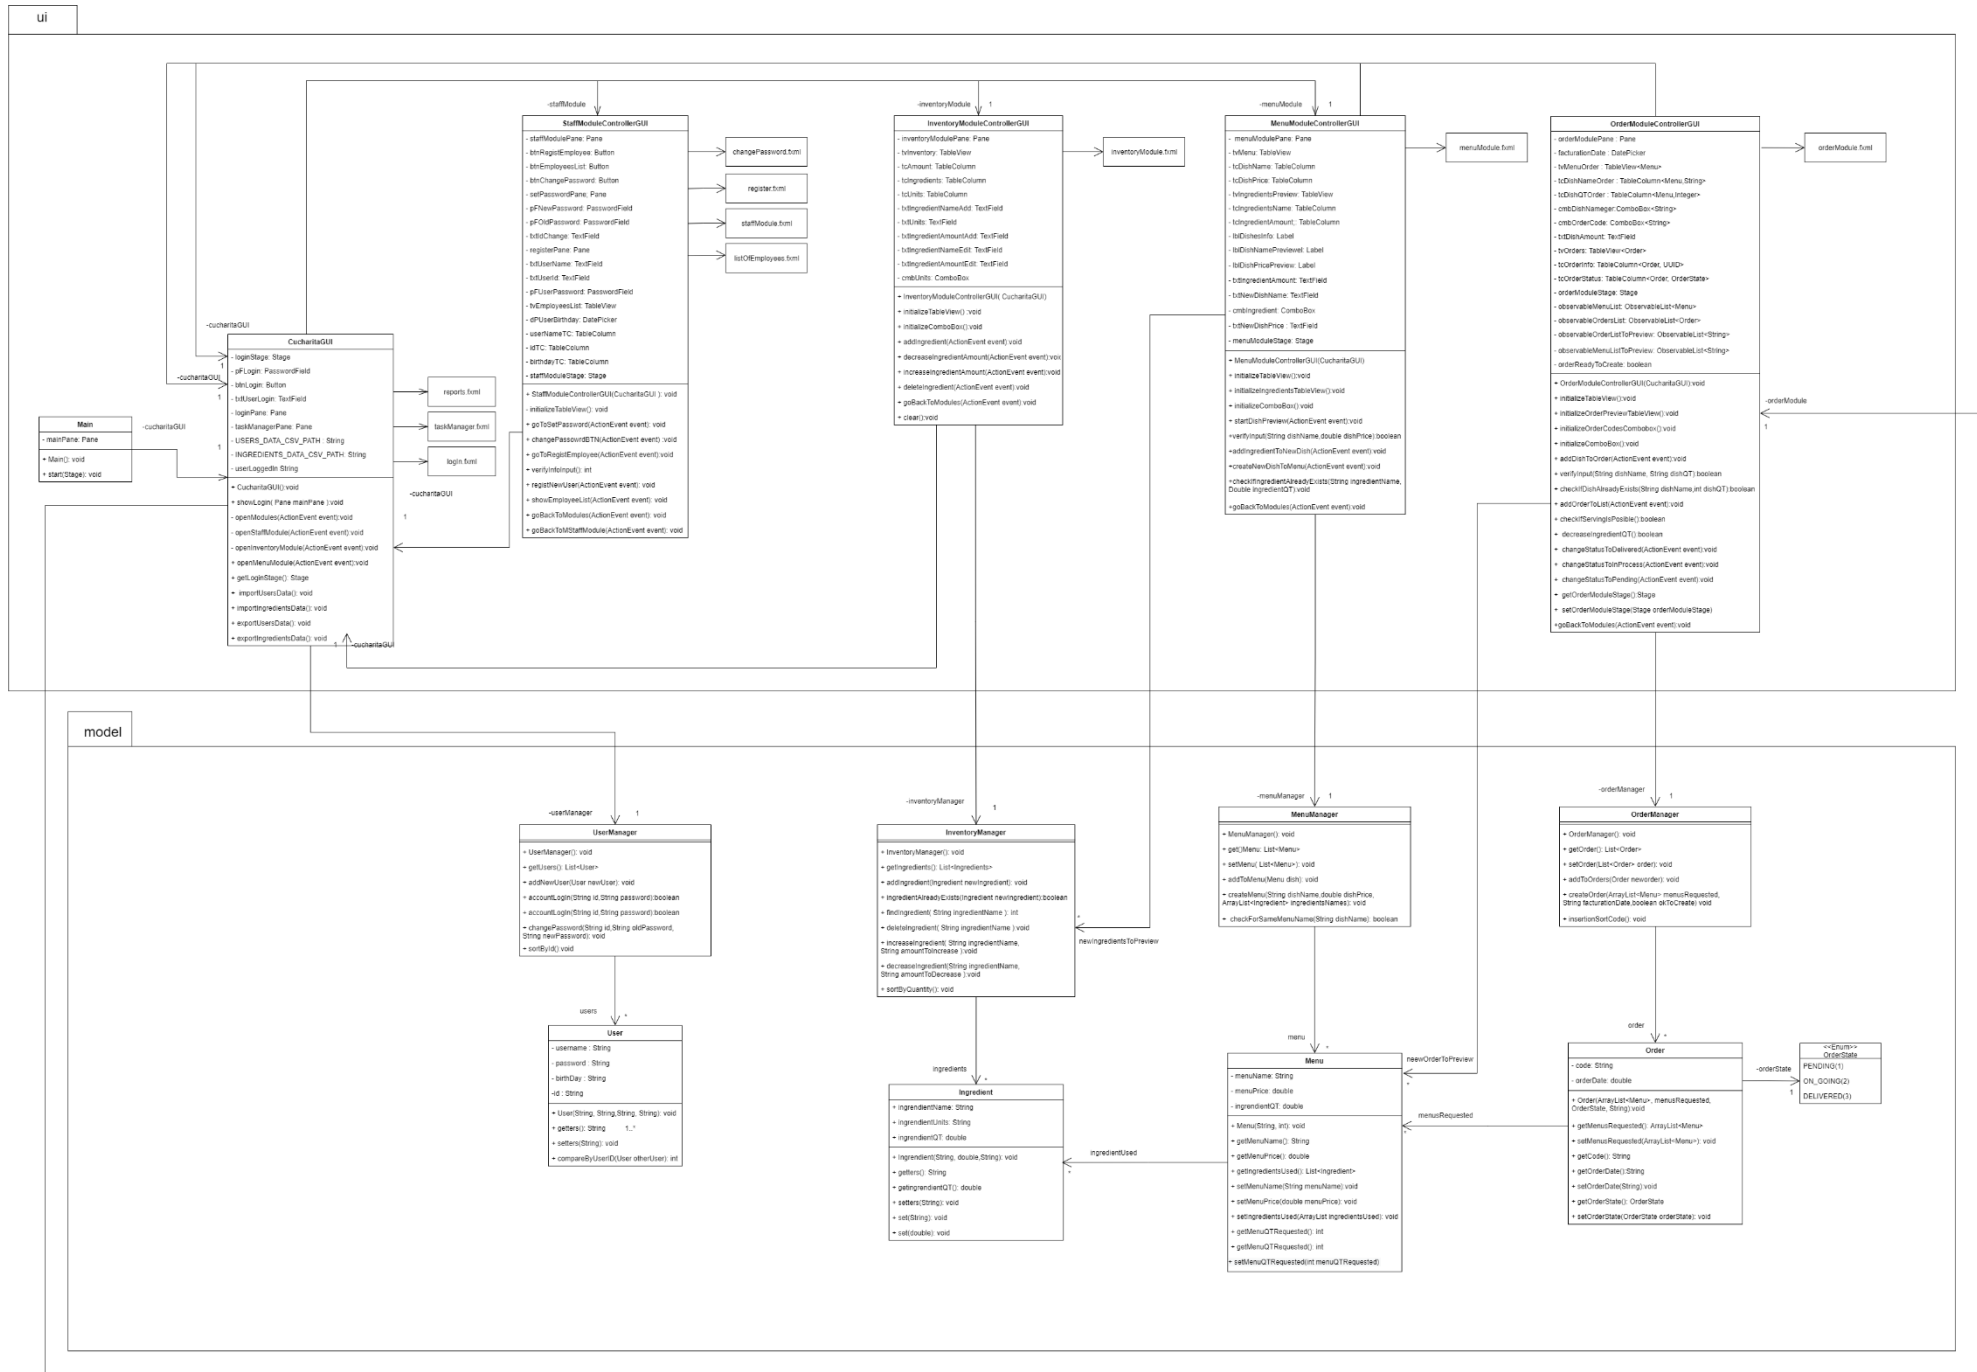 ui
-staffModule
-inventoryModule
1
-menuModule
1
StaffModuleControllerGUI
- staffModulePane: Pane
- btnRegistEmployee: Button
- btnEmployeesList: Button
- btnChangePassword: Button
- setPasswordPane: Pane
- pFNewPassword: PasswordField
- pFOldPassword: PasswordField
- txtIdChange: TextField
- registerPane: Pane
- txtUserName: TextField
- txtUserId: TextField
- pFUserPassword: PasswordField
- tvEmployeesList: TableView
- dPUserBirthday: DatePicker
- userNameTC: TableColumn
- idTC: TableColumn
- birthdayTC: TableColumn
- staffModuleStage: Stage
+ StaffModuleControllerGUI(CucharitaGUI ): void
- initializeTableView(): void
+ goToSetPassword(ActionEvent event): void
+ changePasswordBTN(ActionEvent event): void
+ goToRegistEmployee(ActionEvent event):void
+ verifyInfoInput(): int
+ registNewUser(ActionEvent event): void
+ showEmployeeList(ActionEvent event): void
+ goBackToModules(ActionEvent event): void
+ goBackToMStaffModule(ActionEvent event): void
changePassword.fxml
register.fxml
staffModule.fxml
listOfEmployees.fxml
InventoryModuleControllerGUI
- inventoryModulePane: Pane
- tvInventory: TableView
- tcAmount: TableColumn
- tcIngredients: TableColumn
- tcUnits: TableColumn
- txtIngredientNameAdd: TextField
- txtUnits: TextField
- txtIngredientAmountAdd: TextField
- txtIngredientNameEdit: TextField
- txtIngredientAmountEdit: TextField
- cmbUnits: ComboBox
+ InventoryModuleControllerGUI( CucharitaGUI)
+ initializeTableView() :void
+ initializeComboBox():void
+ addIngredient(ActionEvent event):void
+ decreaseIngredientAmount(ActionEvent event):void
+ increaseIngredientAmount(ActionEvent event):void
+ deleteIngredient(ActionEvent event):void
+ goBackToModules(ActionEvent event):void
+ clear():void
inventoryModule.fxml
MenuModuleControllerGUI
- menuModulePane: Pane
- tvMenu: TableView
- tcDishName: TableColumn
- tcDishPrice: TableColumn
- tvIngredientsPreview: TableView
- tcIngredientsName: TableColumn
- tcIngredientAmount,: TableColumn
- lblDishesInfo: Label
- lblDishNamePreviewel: Label
- lblDishPricePreview: Label
- txtIngredientAmount: TextField
- txtNewDishName: TextField
- cmbIngredient: ComboBox
- txtNewDishPrice : TextField
- menuModuleStage: Stage
+ MenuModuleControllerGUI(CucharitaGUI)
+ initializeTableView():void
+ initializeIngredientsTableView():void
+ initializeComboBox():void
+ startDishPreview(ActionEvent event):void
+verifyInput(String dishName,double dishPrice):boolean
+addIngredientToNewDish(ActionEvent event):void
+createNewDishToMenu(ActionEvent event):void
+checkIfIngredientAlreadyExists(String ingredientName,
Double ingredientQT):void
+goBackToModules(ActionEvent event):void
menuModule.fxml
OrderModuleControllerGUI
- orderModulePane : Pane
- facturationDate : DatePicker
- tvMenuOrder : TableView<Menu>
- tcDishNameOrder : TableColumn<Menu,String>
- tcDishQTOrder : TableColumn<Menu,Integer>
- cmbDishNameger: ComboBox<String>
- cmbOrderCode: ComboBox<String>
- txtDishAmount: TextField
- tvOrders: TableView<Order>
- tcOrderInfo: TableColumn<Order, UUID>
- tcOrderStatus: TableColumn<Order, OrderState>
- orderModuleStage: Stage
- observableMenuList: ObservableList<Menu>
- observableOrdersList: ObservableList<Order>
- observableOrderListToPreview: ObservableList<String>
- observableMenuListToPreview: ObservableList<String>
- orderReadyToCreate: boolean
+ OrderModuleControllerGUI(CucharitaGUI):void
+ initializeTableView():void
+ initializeOrderPreviewTableView():void
+ initializeOrderCodesCombobox():void
+ initializeComboBox():void
+ addDishToOrder(ActionEvent event):void
+ verifyInput(String dishName, String dishQT):boolean
+ checkIfDishAlreadyExists(String dishName,int dishQT):boolean
+ addOrderToList(ActionEvent event):void
+ checkIfServingIsPosible():boolean
+ decreaseIngredientQT():boolean
+ changeStatusToDelivered(ActionEvent event):void
+ changeStatusToInProcess(ActionEvent event):void
+ changeStatusToPending(ActionEvent event):void
+ getOrderModuleStage():Stage
+ setOrderModuleStage(Stage orderModuleStage)
+goBackToModules(ActionEvent event):void
orderModule.fxml
-orderModule
1
-cucharitaGUI
1
-cucharitaGUI
1
CucharitaGUI
- loginStage: Stage
- pFLogin: PasswordField
- btnLogin: Button
- txtUserLogin: TextField
- loginPane: Pane
- taskManagerPane: Pane
- USERS_DATA_CSV_PATH : String
- INGREDIENTS_DATA_CSV_PATH: String
- userLoggedIn String
+ CucharitaGUI():void
+ showLogin( Pane mainPane ):void
- openModules(ActionEvent event):void
- openStaffModule(ActionEvent event):void
- openInventoryModule(ActionEvent event):void
+ openMenuModule(ActionEvent event):void
+ getLoginStage(): Stage
+ importUsersData(): void
+ importIngredientsData(): void
+ exportUsersData(): void
+ exportIngredientsData(): void
reports.fxml
taskManager.fxml
login.fxml
Main
- mainPane: Pane
+ Main(): void
+ start(Stage): void
-cucharitaGUI
1
-cucharitaGUI
1
1
-cucharitaGUI
model
-userManager
1
UserManager
+ UserManager(): void
+ getUsers(): List<User>
+ addNewUser(User newUser): void
+ accountLogIn(String id,String password):boolean
+ accountLogIn(String id,String password):boolean
+ changePassword(String id,String oldPassword,
String newPassword): void
+ sortById():void
users
*
User
- username : String
- password : String
- birthDay : String
-id : String
+ User(String, String,String, String): void
+ getters(): String
1..*
+ setters(String): void
+ compareByUserID(User otherUser): int
-inventoryManager
1
InventoryManager
+ InventoryManager(): void
+ getIngredients(): List<Ingredients>
+ addIngredient(Ingredient newIngredient): void
+ ingredientAlreadyExists(Ingredient newIngredient):boolean
+ findIngredient( String ingredientName ): int
+ deleteIngredient( String ingredientName ):void
+ increaseIngredient( String ingredientName,
String amountToIncrease ):void
+ decreaseIngredient(String ingredientName,
String amountToDecrease ):void
+ sortByQuantity(): void
*
newIngredientsToPreview
ingredients
*
Ingredient
+ ingrendientName: String
+ ingredientUnits: String
+ ingredientQT: double
+ Ingrendient(String, double,String): void
+ getters(): String
+ getIngrendientQT(): double
+ setters(String): void
+ set(String): void
+ set(double): void
-menuManager
1
MenuManager
+ MenuManager(): void
+ get()Menu: List<Menu>
+ setMenu( List<Menu>): void
+ addToMenu(Menu dish): void
+ createMenu(String dishName,double dishPrice,
ArrayList<Ingredient> ingredientsNames): void
+ checkForSameMenuName(String dishName): boolean
menu
*
Menu
- menuName: String
- menuPrice: double
- ingrendientQT: double
+ Menu(String, int): void
+ getMenuName(): String
+ getMenuPrice(): double
+ getIngredientsUsed(): List<Ingredient>
+ setMenuName(String menuName):void
+ setMenuPrice(double menuPrice): void
+ setIngredientsUsed(ArrayList ingredientsUsed): void
+ getMenuQTRequested(): int
+ getMenuQTRequested(): int
+ setMenuQTRequested(int menuQTRequested)
ingredientUsed
*
neewOrderToPreview
*
menusRequested
*
-orderManager
1
OrderManager
+ OrderManager(): void
+ getOrder(): List<Order>
+ setOrder(List<Order> order): void
+ addToOrders(Order neworder): void
+ createOrder(ArrayList<Menu> menusRequested,
String facturationDate,boolean okToCreate) void
+ insertionSortCode(): void
order
*
Order
- code: String
- orderDate: double
+ Order(ArrayList<Menu>, menusRequested,
OrderState, String):void
+ getMenusRequested(): ArrayList<Menu>
+ setMenusRequested(ArrayList<Menu>): void
+ getCode(): String
+ getOrderDate():String
+ setOrderDate(String):void
+ getOrderState(): OrderState
+ setOrderState(OrderState orderState): void
-orderState
1
<<Enum>>
OrderState
PENDING(1)
ON_GOING(2)
DELIVERED(3)